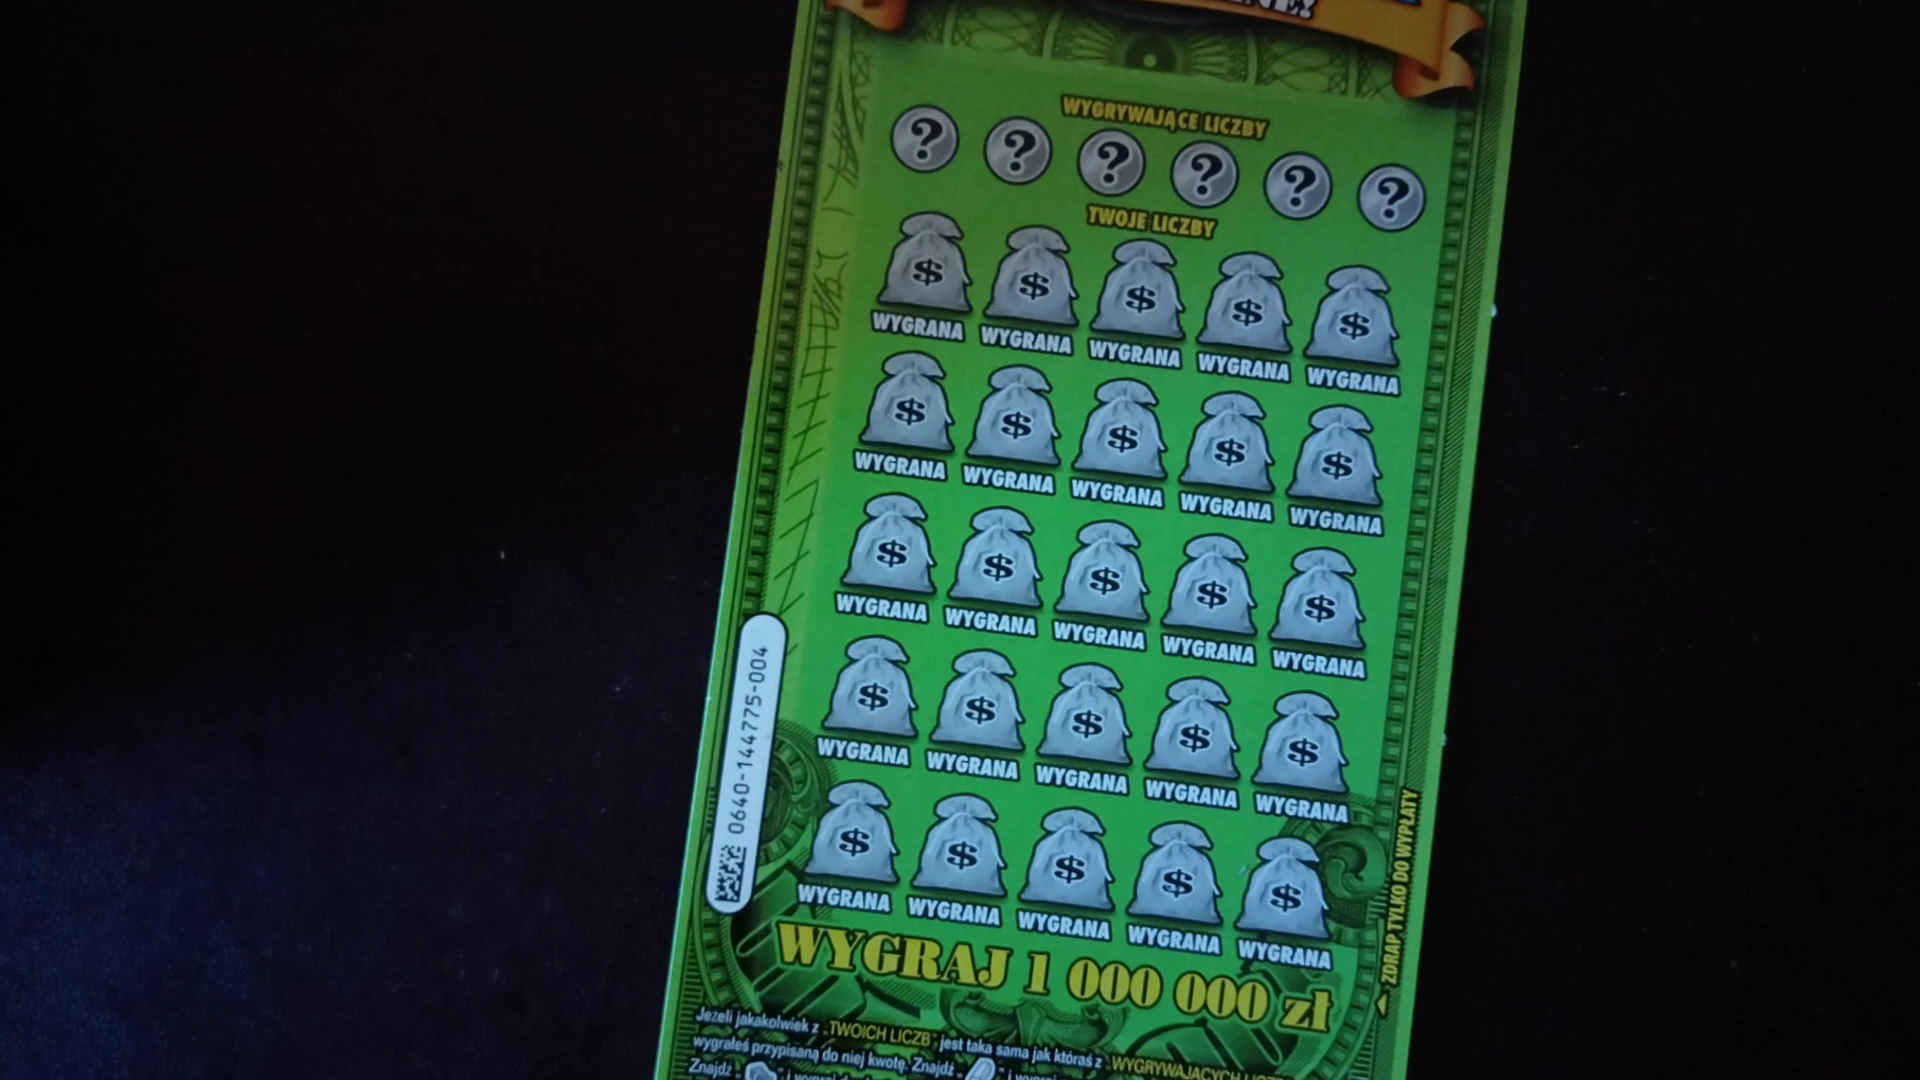 WYGRYWAJĄCE LICZBY
? ? ? ? ? ?
TWOJE LICZBY
$ $ $ $ $
WYGRANA WYGRANA WYGRANA WYGRANA WYGRANA
$ $ $ $ $
WYGRANA WYGRANA WYGRANA WYGRANA WYGRANA
$ $ $ $ $
WYGRANA WYGRANA WYGRANA WYGRANA WYGRANA
$ $ $ $ $
WYGRANA WYGRANA WYGRANA WYGRANA WYGRANA
$ $ $ $ $
WYGRANA WYGRANA WYGRANA WYGRANA WYGRANA
0640-144775-004
ZDRAP TYLKO DO WYPŁATY
WYGRAJ 1 000 000 zł
Jeżeli jakakolwiek z „TWOICH LICZB” jest taka sama jak któraś z „WYGRYWAJĄCYCH
wygrałeś przypisaną do niej kwotę. Znajdź „
Znajdź „ ” i wygraj